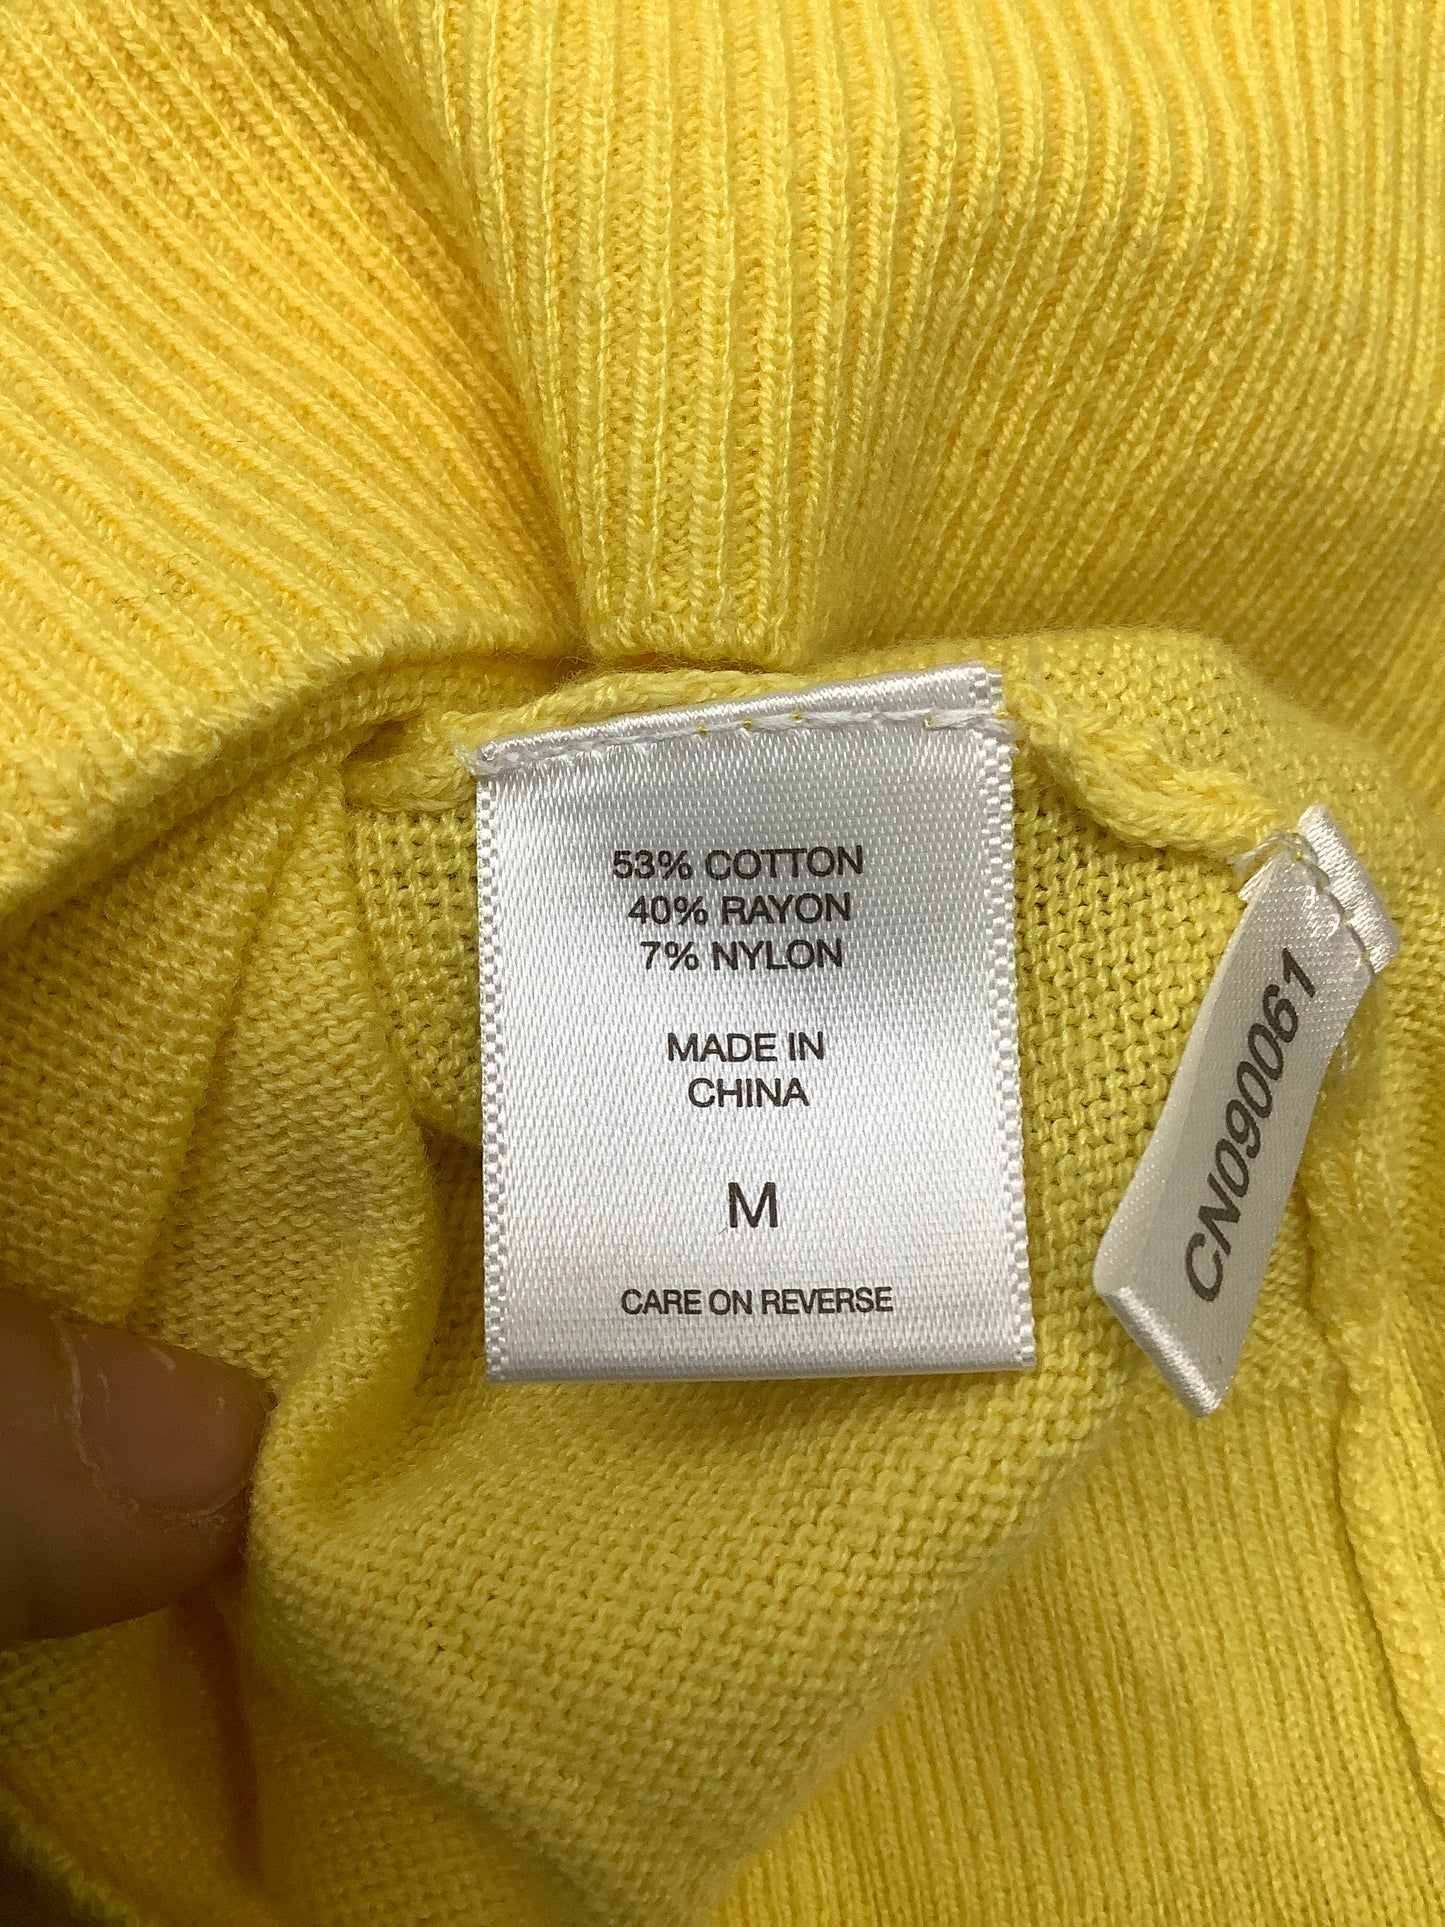 53% COTTON
40% RAYON
7% NYLON
MADE IN
CHINA
M
CARE ON REVERSE
CN090061